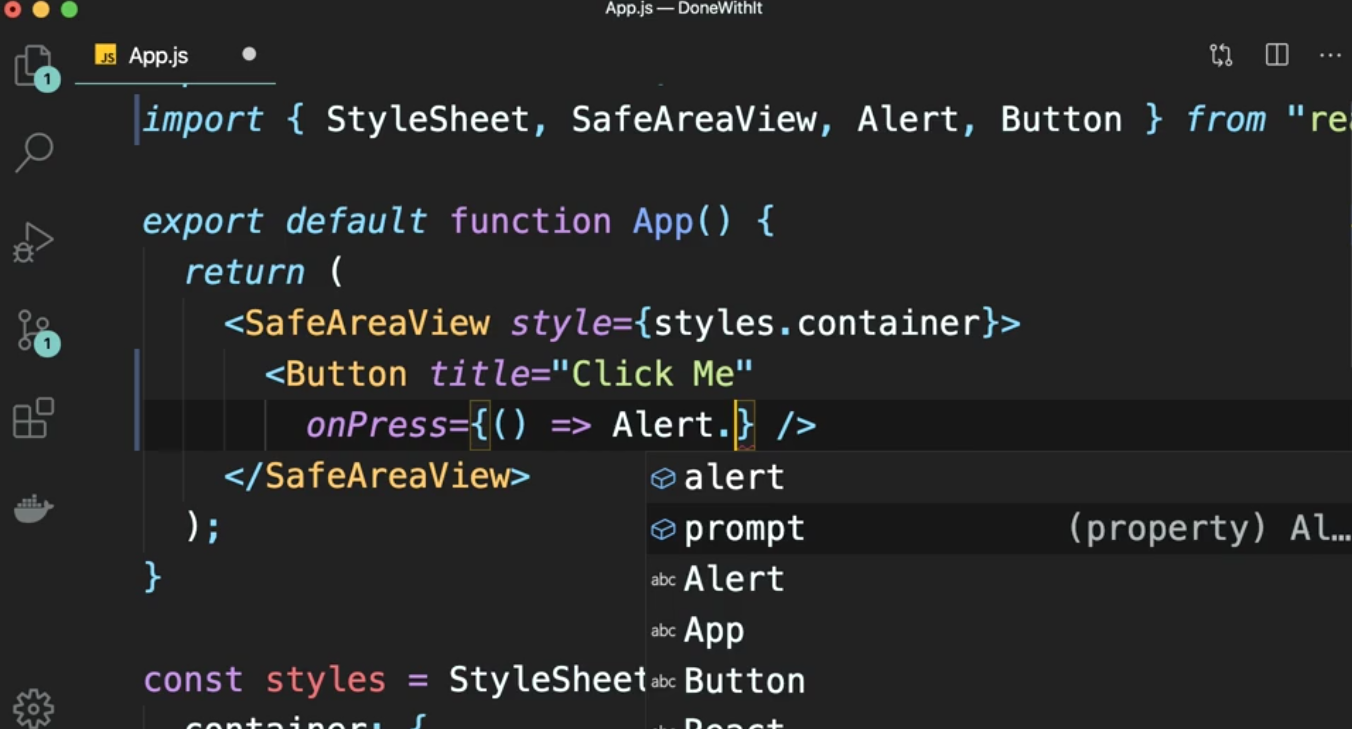 App.js — DoneWithIt
JS App.js
1
import { StyleSheet, SafeAreaView, Alert, Button } from "re
export default function App() {
return (
<SafeAreaView style={styles.container}>
1
<Button title="Click Me"
onPress={() => Alert.} />
</SafeAreaView>
alert
);
prompt (property) Al…
}
abc Alert
abc App
const styles = StyleSheet
abc Button
container: {
React